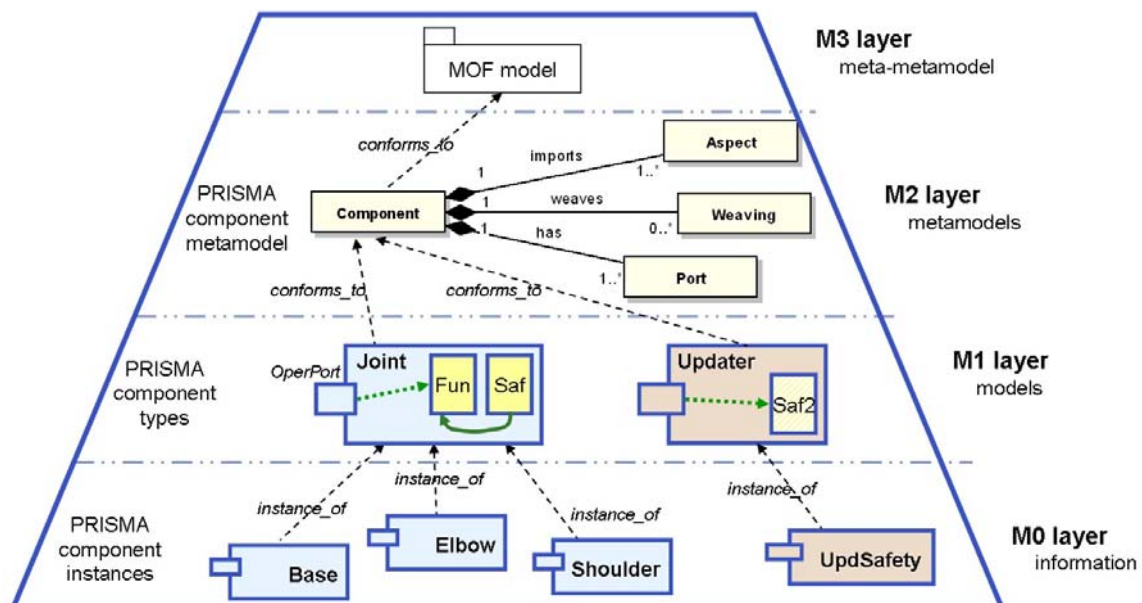 M3 layer
meta-metamodel
MOF model
conforms_to
imports
1
1..*
Aspect
PRISMA
component
metamodel
Component
1
weaves
0..*
Weaving
M2 layer
metamodels
1
has
1..*
Port
conforms_to
conforms_to
PRISMA
component
types
OperPort
Joint
Fun
Saf
Updater
Saf2
M1 layer
models
instance_of
instance_of
instance_of
instance_of
PRISMA
component
instances
Base
Elbow
Shoulder
UpdSafety
M0 layer
information